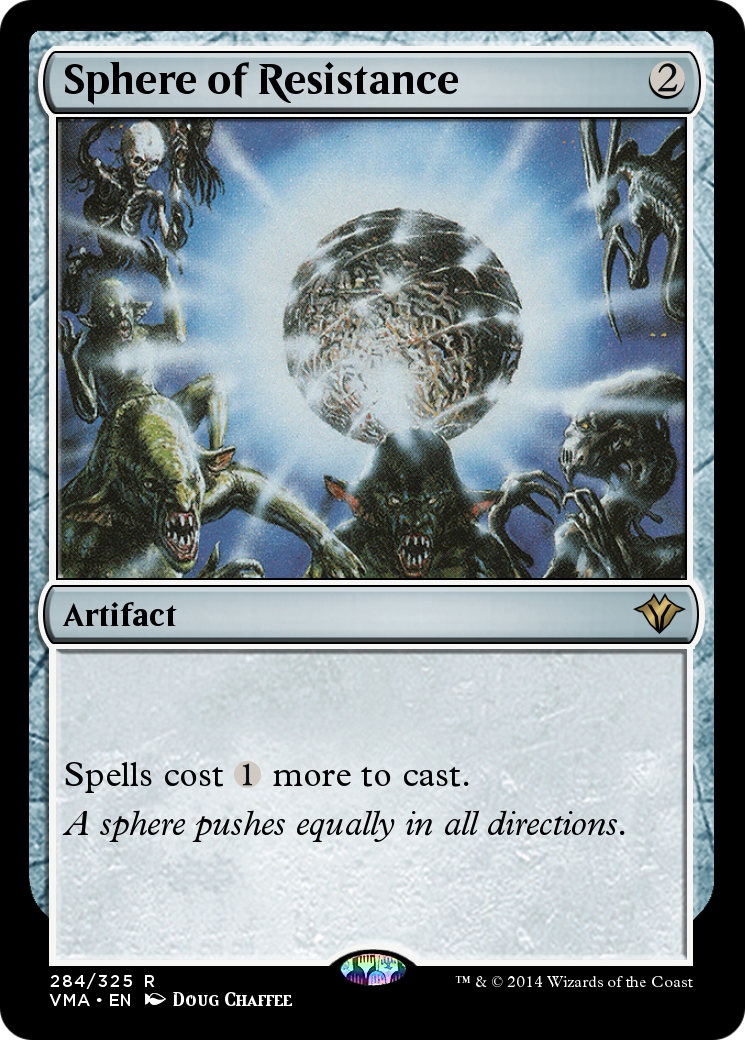 Sphere of Resistance 2
Artifact
Spells cost 1 more to cast.
A sphere pushes equally in all directions.
284/325 R
VMA • EN Doug Chaffee
™ & © 2014 Wizards of the Coast